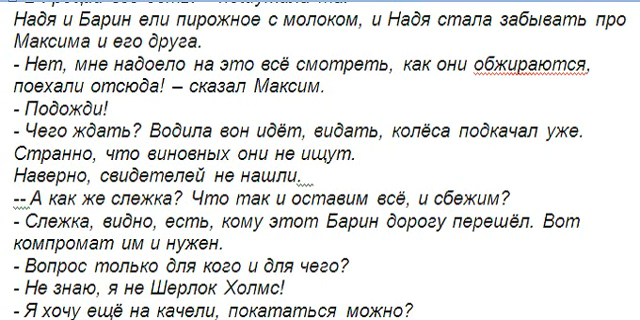 Надя и Барин ели пирожное с молоком, и Надя стала забывать про
Максима и его друга.
- Нет, мне надоело на это всё смотреть, как они обжираются,
поехали отсюда! – сказал Максим.
- Подожди!
- Чего ждать? Водила вон идёт, видать, колёса подкачал уже.
Странно, что виновных они не ищут.
Наверно, свидетелей не нашли.
-- А как же слежка? Что так и оставим всё, и сбежим?
- Слежка, видно, есть, кому этот Барин дорогу перешёл. Вот
компромат им и нужен.
- Вопрос только для кого и для чего?
- Не знаю, я не Шерлок Холмс!
- Я хочу ещё на качели, покататься можно?